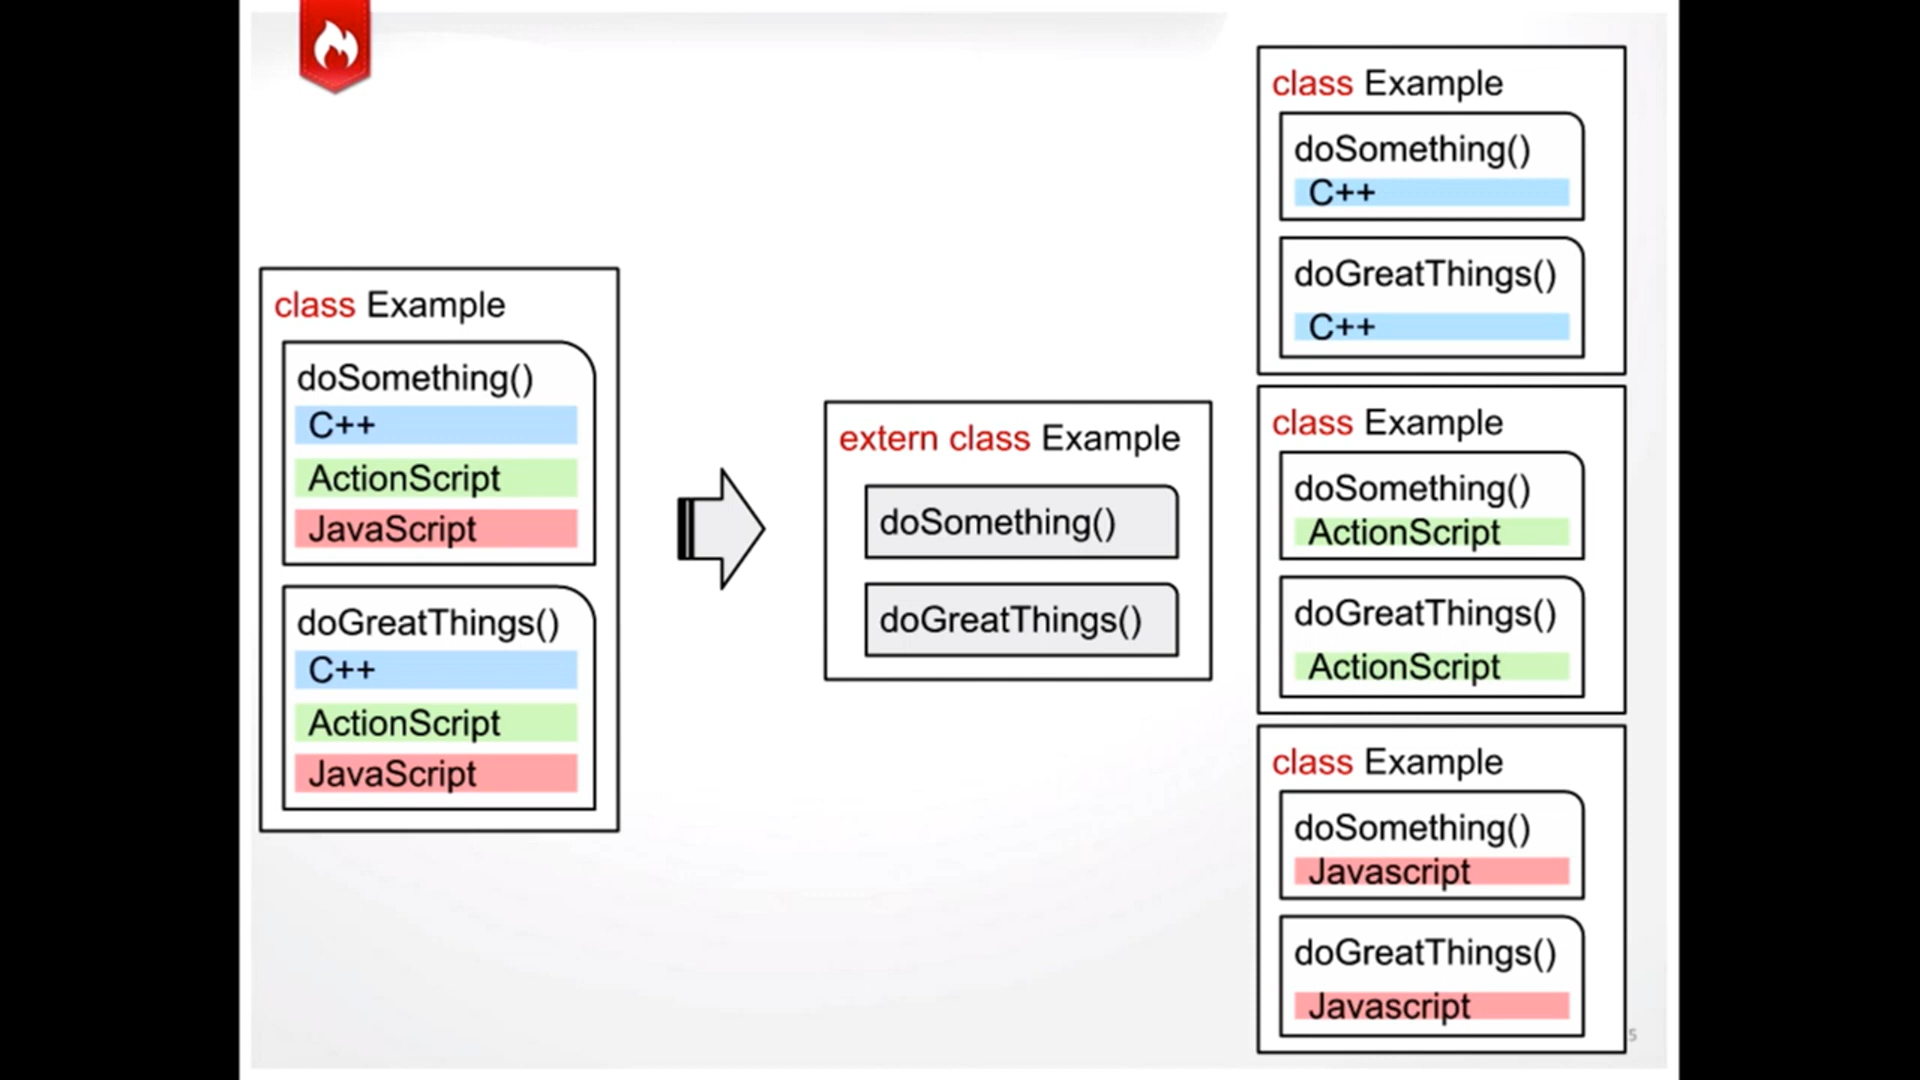 class Example
doSomething()
C++
ActionScript
JavaScript
doGreatThings()
C++
ActionScript
JavaScript
extern class Example
doSomething()
doGreatThings()
class Example
doSomething()
C++
doGreatThings()
C++
class Example
doSomething()
ActionScript
doGreatThings()
ActionScript
class Example
doSomething()
Javascript
doGreatThings()
Javascript